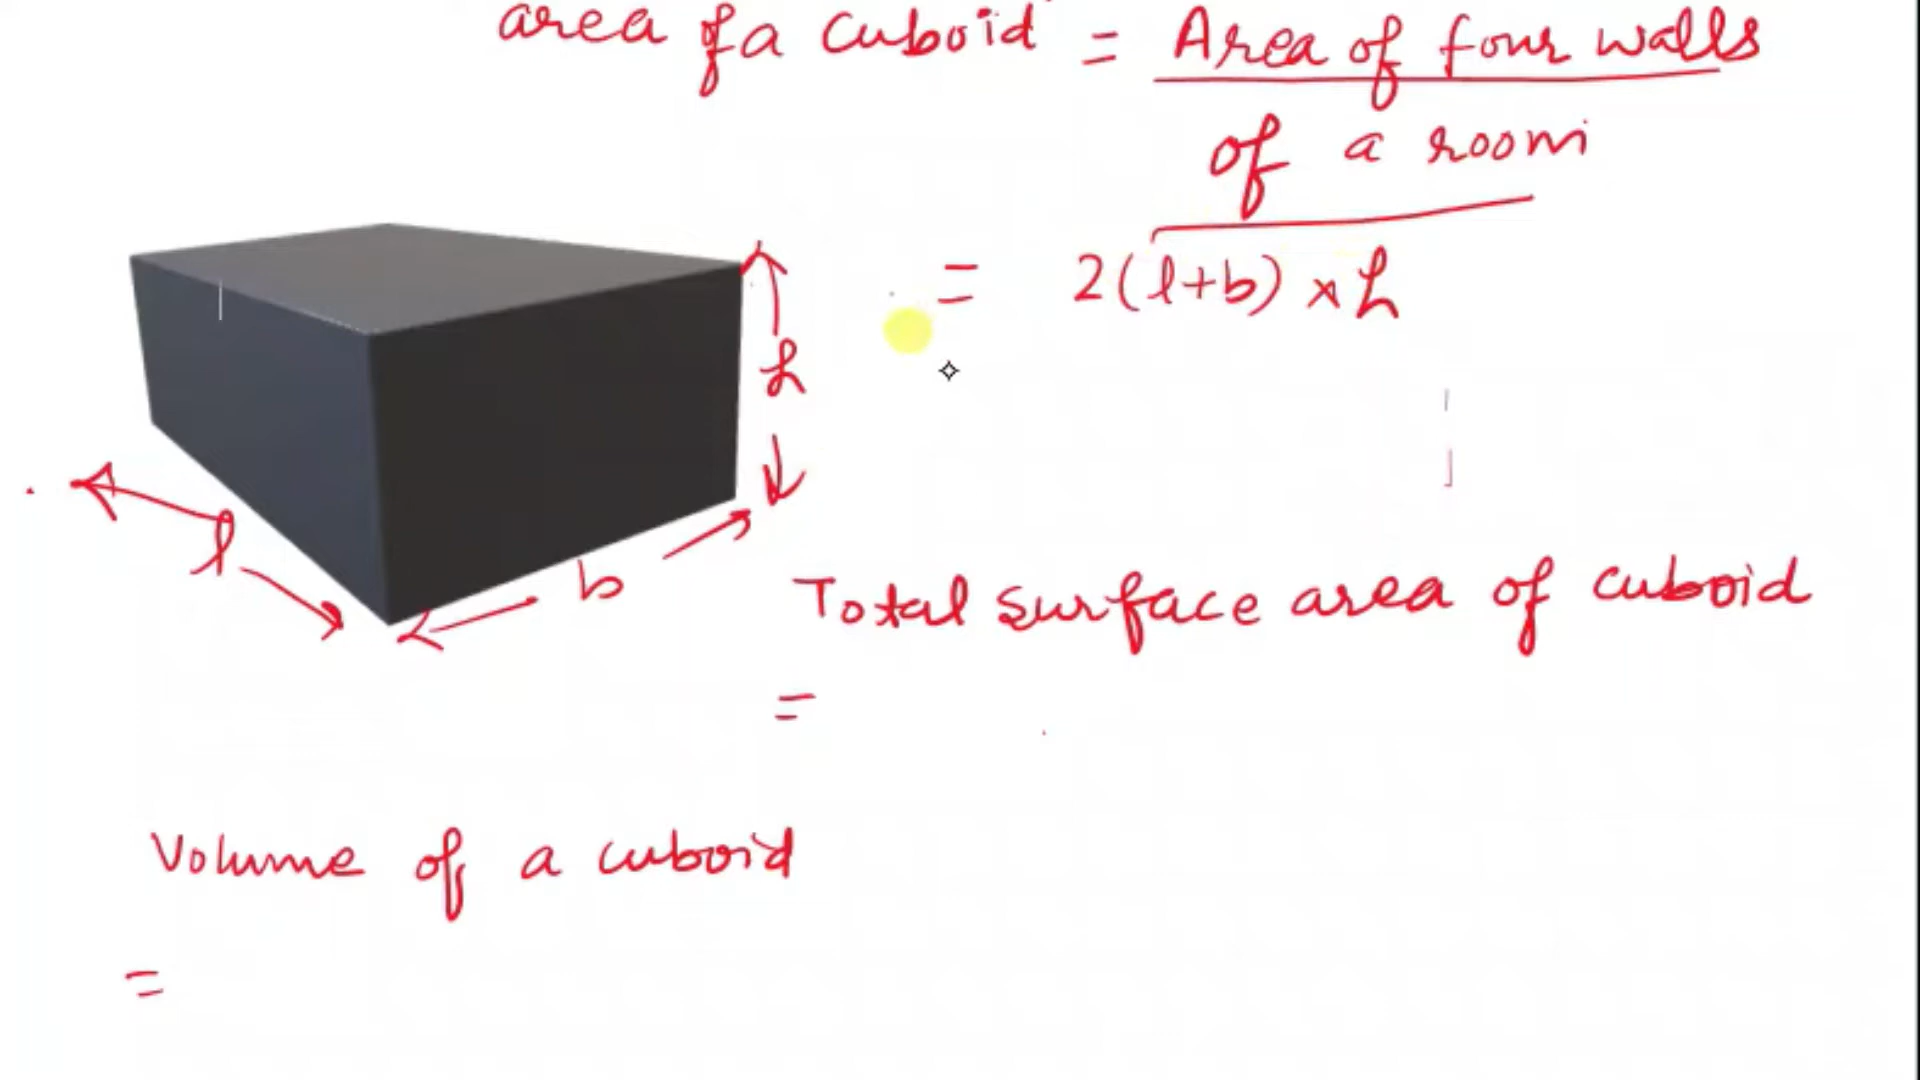 area of a cuboid = Area of four walls
of a room
= 2(l+b) × h
h
l
b
Total surface area of cuboid
=
Volume of a cuboid
=